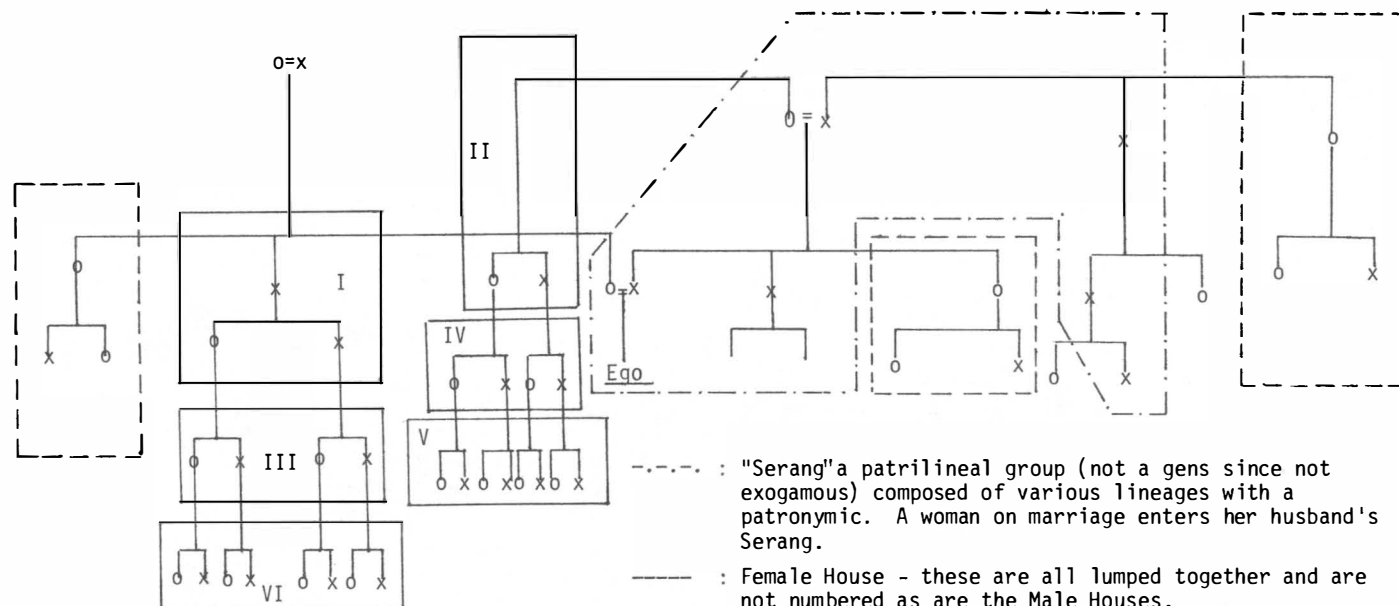 o=x
II
O = x
I
O=x
IV
Ego
V
III
VI
-.-.-. : "Serang"a patrilineal group (not a gens since not
exogamous) composed of various lineages with a
patronymic. A woman on marriage enters her husband's
Serang.
----- : Female House - these are all lumped together and are
not numbered as are the Male Houses.